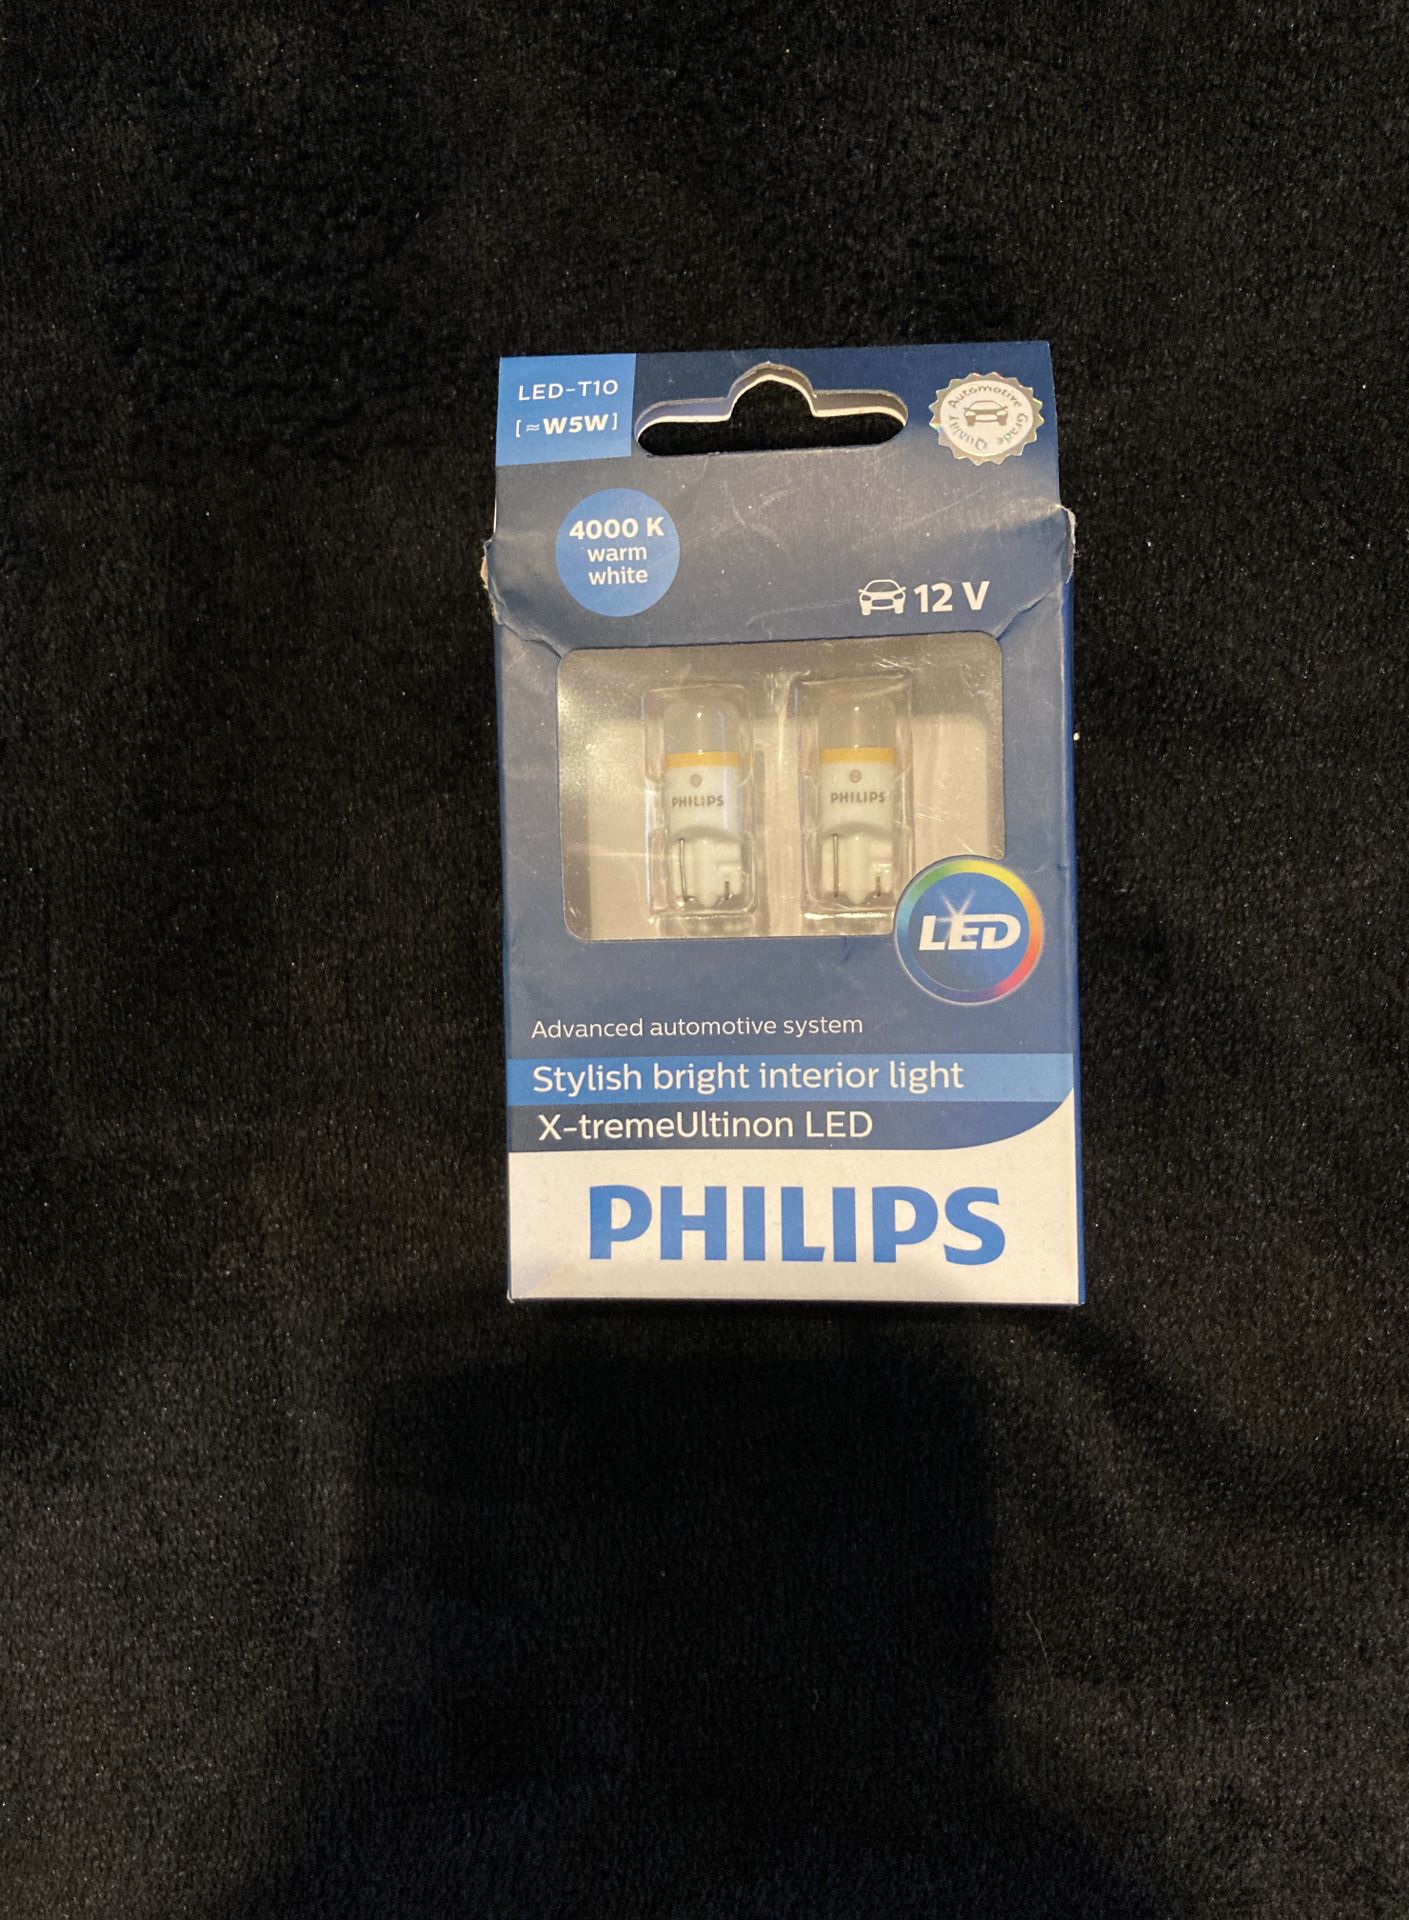 LED-T10
[≈W5W]
Automotive Grade Quality
4000 K
warm
white
12 V
PHILIPS
PHILIPS
LED
Advanced automotive system
Stylish bright interior light
X-tremeUltinon LED
PHILIPS